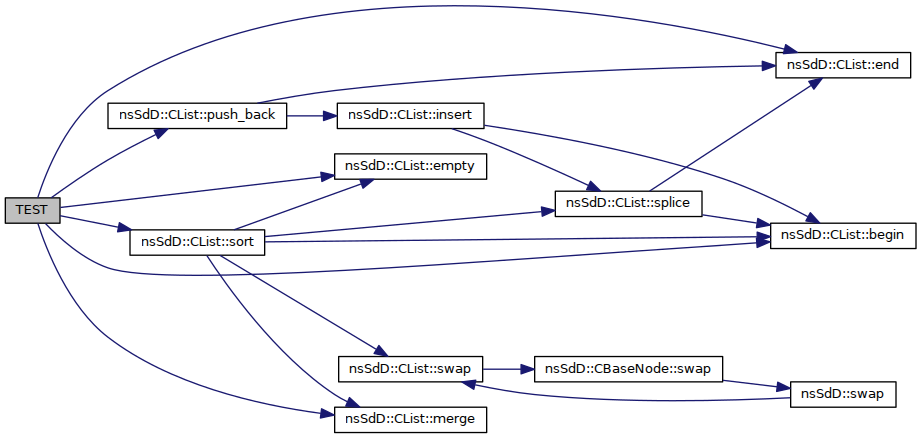 nsSdD::CList::end
nsSdD::CList::push_back
nsSdD::CList::insert
nsSdD::CList::empty
nsSdD::CList::splice
TEST
nsSdD::CList::begin
nsSdD::CList::sort
nsSdD::CList::swap
nsSdD::CBaseNode::swap
nsSdD::swap
nsSdD::CList::merge